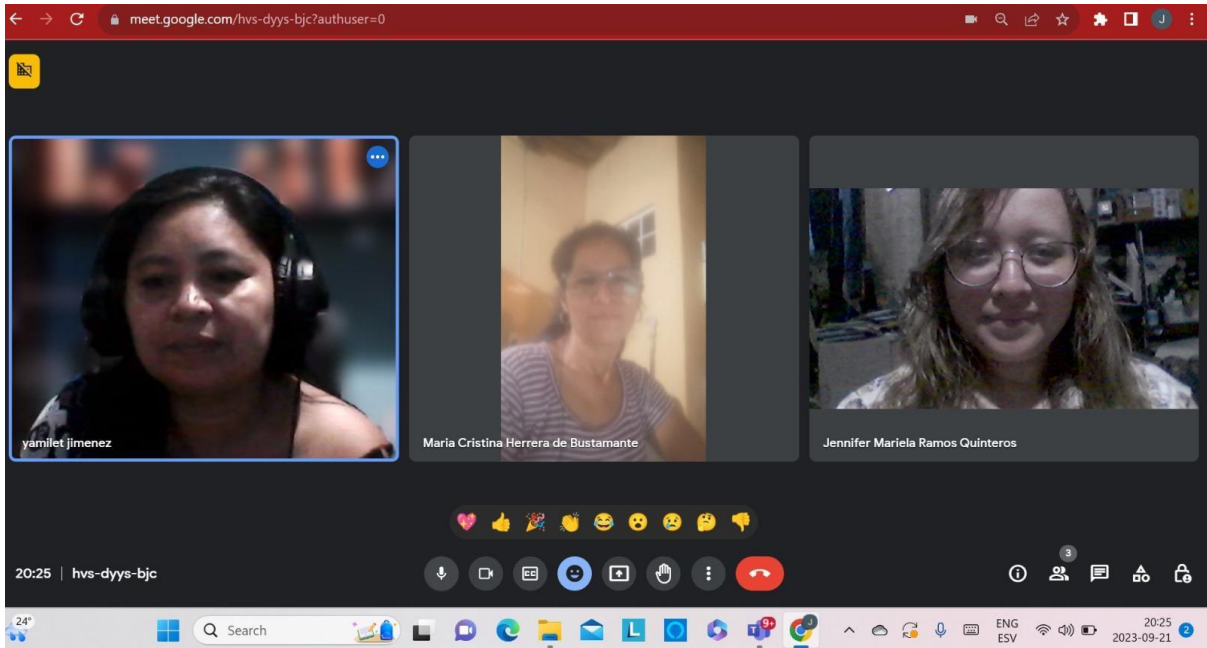 meet.google.com/hvs-dyys-bjc?authuser=0
J
yamilet jimenez
Maria Cristina Herrera de Bustamante
Jennifer Mariela Ramos Quinteros
20:25 | hvs-dyys-bjc
CC
3
24°
Search
L
9+
J
ENG
ESV
20:25
2023-09-21
2